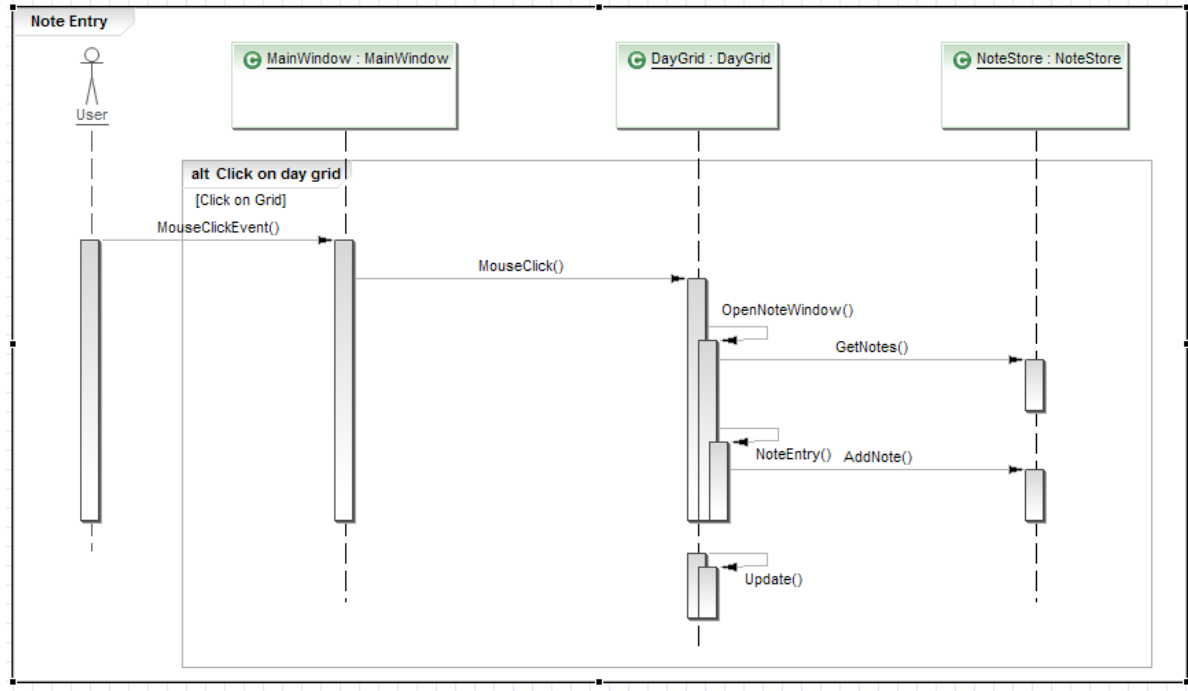 Note Entry
User
MainWindow : MainWindow
DayGrid : DayGrid
NoteStore : NoteStore
alt Click on day grid
[Click on Grid]
MouseClickEvent()
MouseClick()
OpenNoteWindow()
GetNotes()
NoteEntry()
AddNote()
Update()